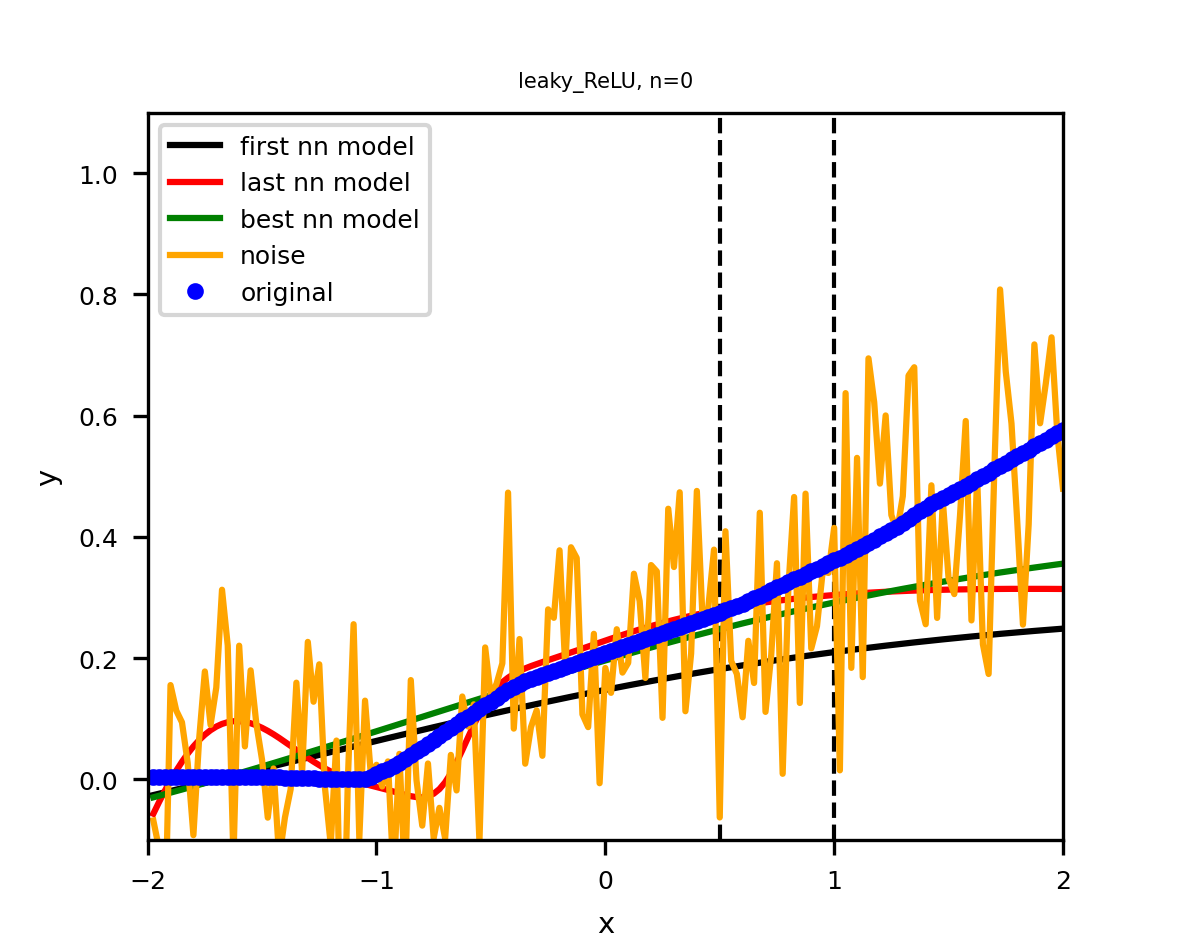 leaky_ReLU, n=0
first nn model
last nn model
best nn model
noise
original
1.0
0.8
0.6
0.4
0.2
0.0
y
−2 −1 0 1 2
x